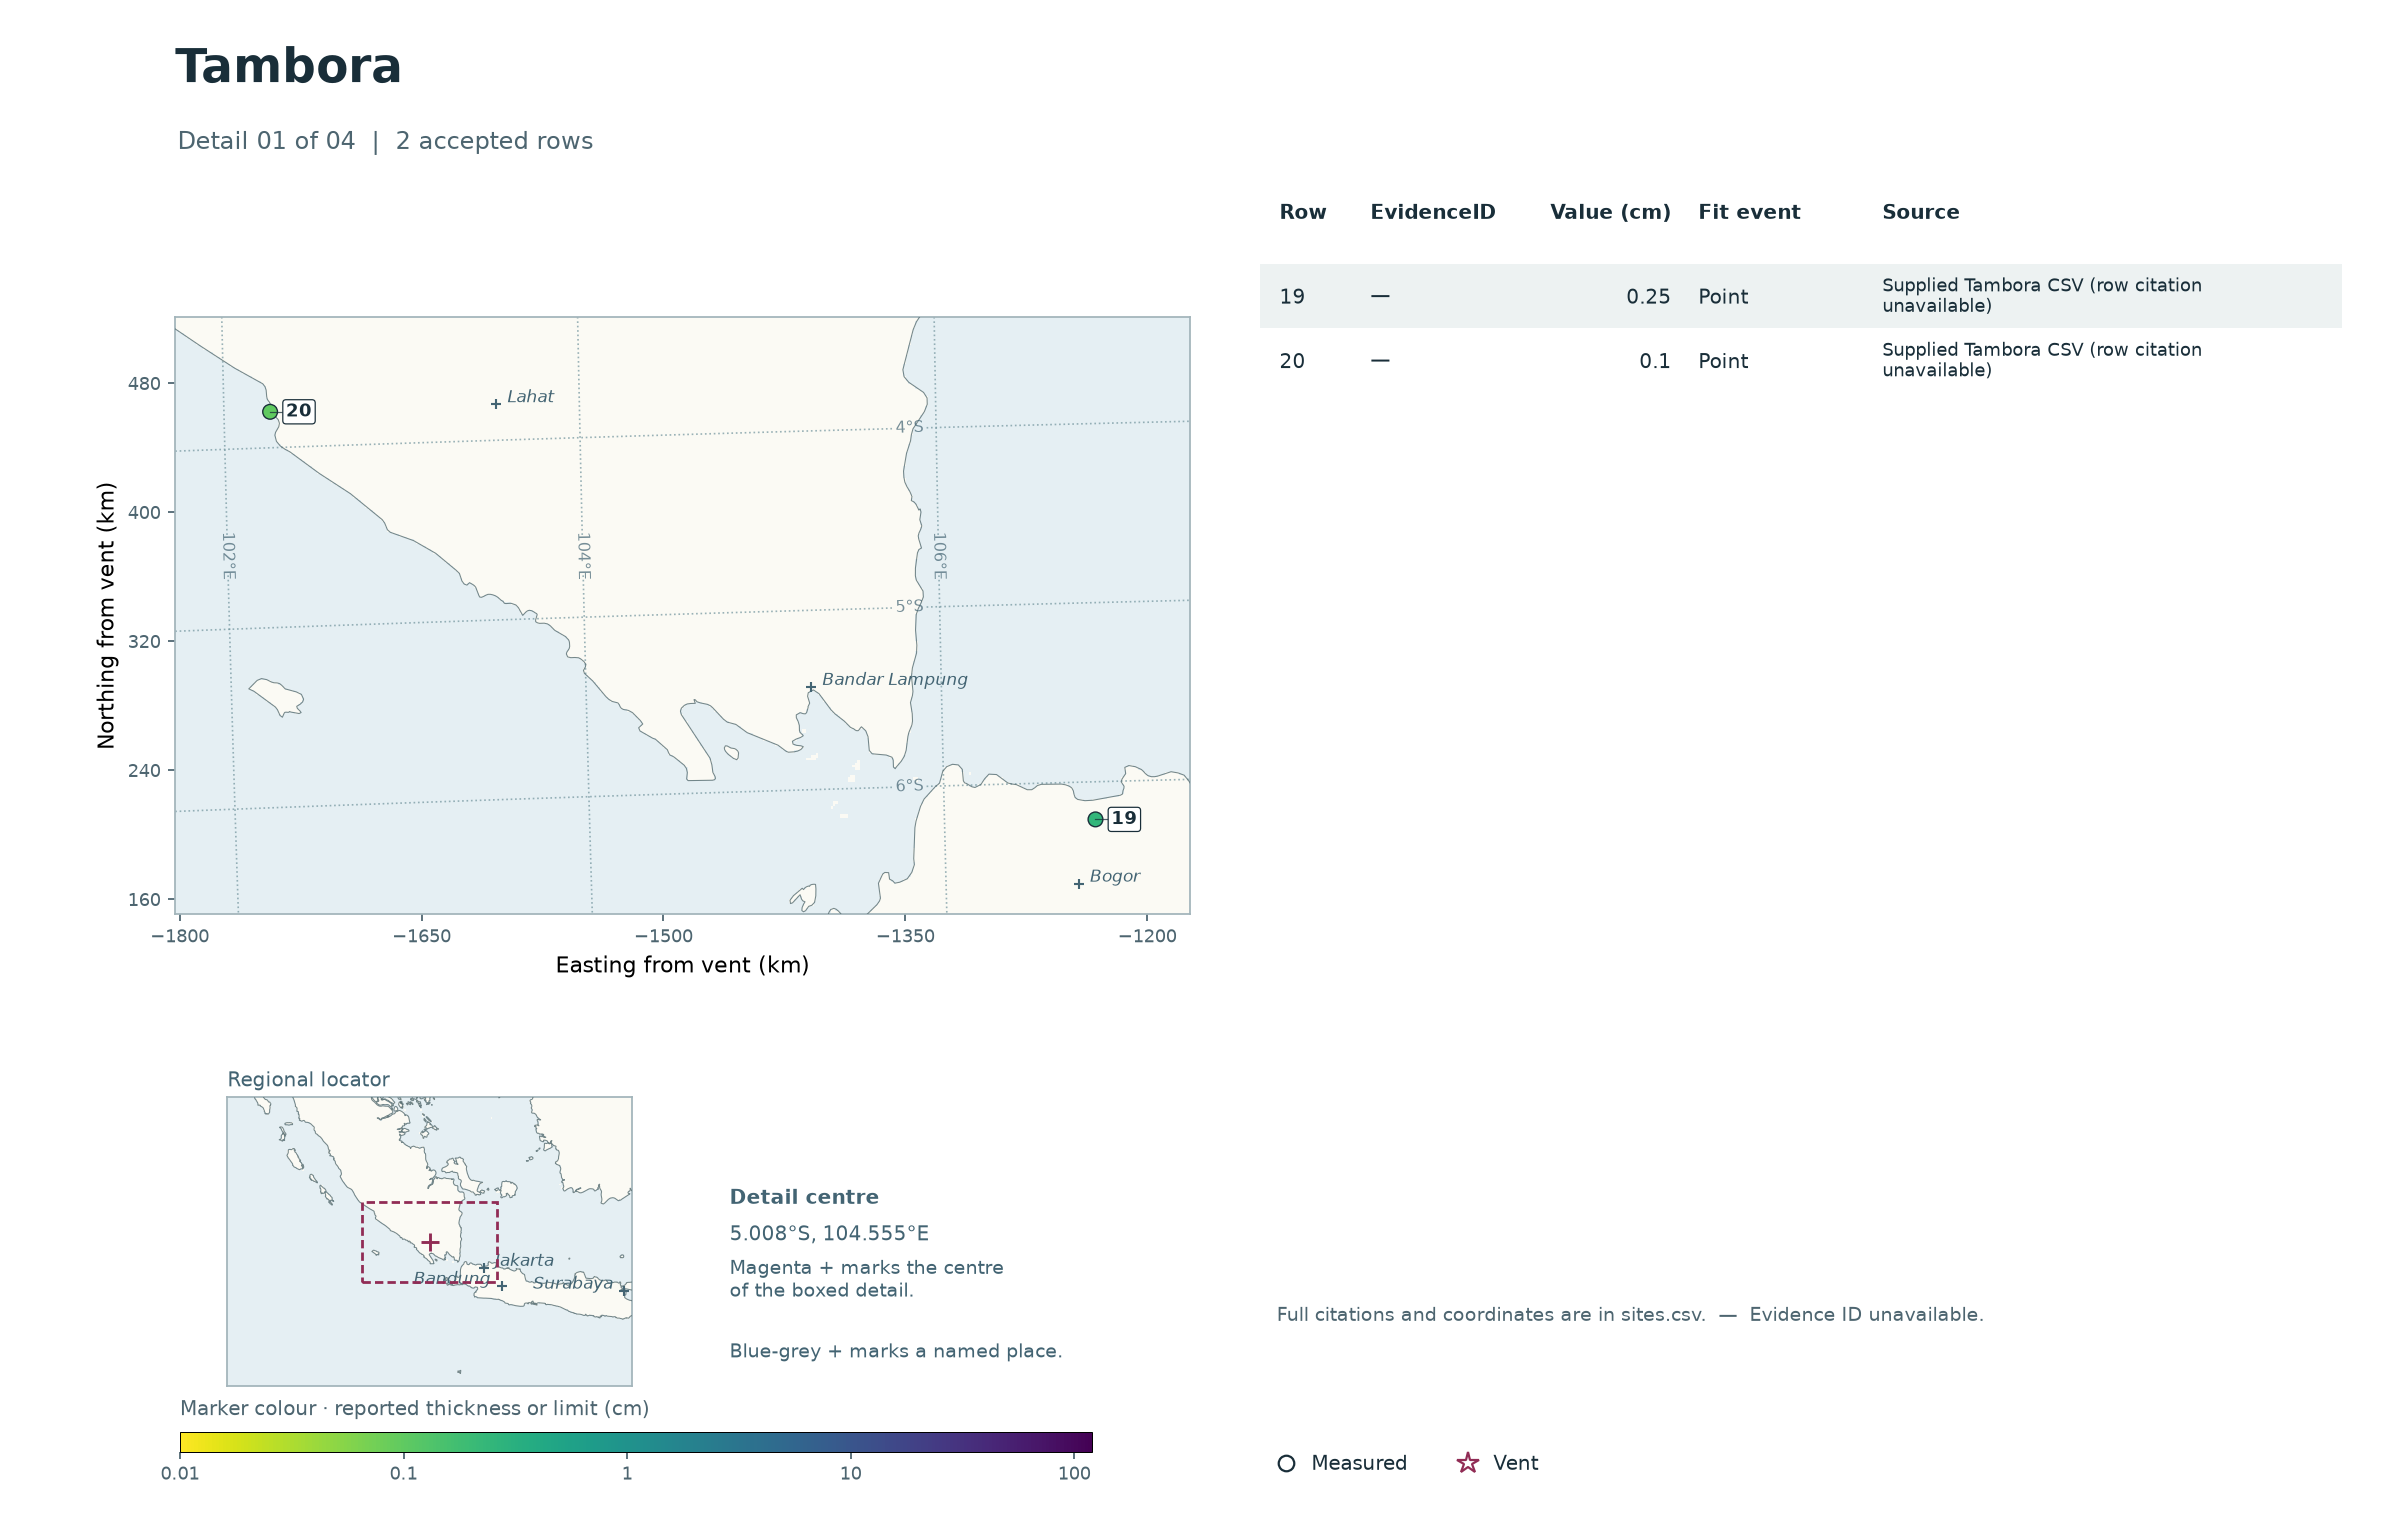 Tambora
Detail 01 of 04 | 2 accepted rows
Row EvidenceID Value (cm) Fit event Source
19 — 0.25 Point Supplied Tambora CSV (row citation
unavailable)
20 — 0.1 Point Supplied Tambora CSV (row citation
unavailable)
480
400
320
240
160
Northing from vent (km)
20
Lahat
4°S
102°E
104°E
106°E
5°S
Bandar Lampung
6°S
19
Bogor
−1800 −1650 −1500 −1350 −1200
Easting from vent (km)
Regional locator
Jakarta
Bandung
Surabaya
Detail centre
5.008°S, 104.555°E
Magenta + marks the centre
of the boxed detail.
Blue-grey + marks a named place.
Full citations and coordinates are in sites.csv. — Evidence ID unavailable.
Marker colour · reported thickness or limit (cm)
0.01 0.1 1 10 100
Measured Vent